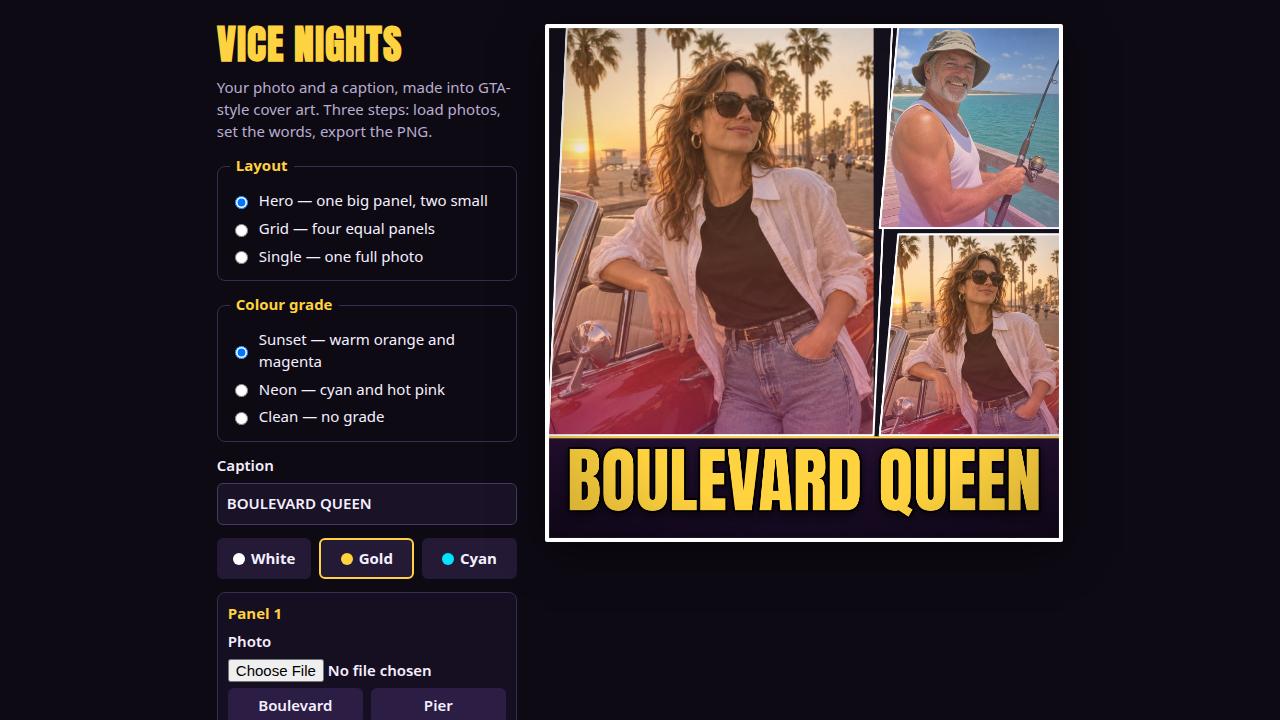 VICE NIGHTS
Your photo and a caption, made into GTA-
style cover art. Three steps: load photos,
set the words, export the PNG.
Layout
Hero — one big panel, two small
Grid — four equal panels
Single — one full photo
Colour grade
Sunset — warm orange and
magenta
Neon — cyan and hot pink
Clean — no grade
Caption
BOULEVARD QUEEN
White
Gold
Cyan
Panel 1
Photo
Choose File No file chosen
Boulevard
Pier
BOULEVARD QUEEN